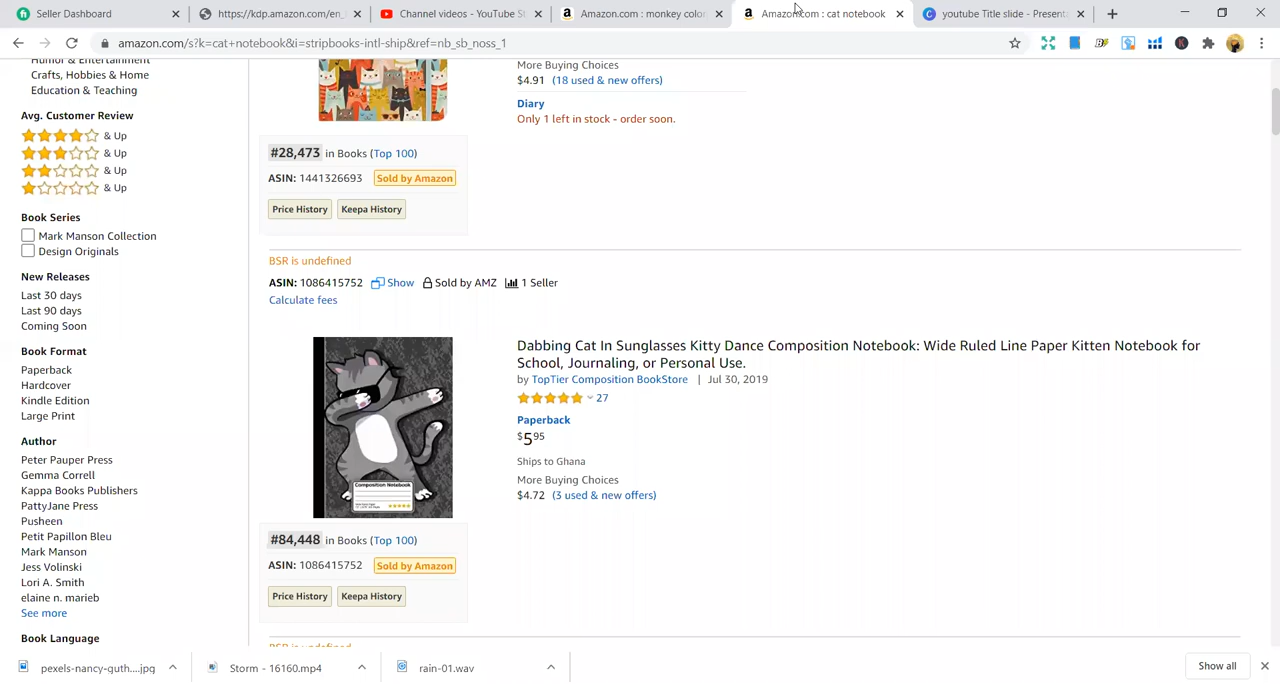 Seller Dashboard
https://kdp.amazon.com/en_
Channel videos - YouTube St
Amazon.com : monkey color
Amazon.com : cat notebook
youtube Title slide - Presenta
amazon.com/s?k=cat+notebook&i=stripbooks-intl-ship&ref=nb_sb_noss_1
Humor & Entertainment
Crafts, Hobbies & Home
Education & Teaching
Avg. Customer Review
& Up
& Up
& Up
& Up
Book Series
Mark Manson Collection
Design Originals
New Releases
Last 30 days
Last 90 days
Coming Soon
Book Format
Paperback
Hardcover
Kindle Edition
Large Print
Author
Peter Pauper Press
Gemma Correll
Kappa Books Publishers
PattyJane Press
Pusheen
Petit Papillon Bleu
Mark Manson
Jess Volinski
Lori A. Smith
elaine n. marieb
See more
Book Language
More Buying Choices
$4.91 (18 used & new offers)
Diary
Only 1 left in stock - order soon.
#28,473 in Books (Top 100)
ASIN: 1441326693 Sold by Amazon
Price History Keepa History
BSR is undefined
ASIN: 1086415752 Show Sold by AMZ 1 Seller
Calculate fees
Composition Notebook
Dabbing Cat In Sunglasses Kitty Dance Composition Notebook: Wide Ruled Line Paper Kitten Notebook for
School, Journaling, or Personal Use.
by TopTier Composition BookStore | Jul 30, 2019
27
Paperback
$5.95
Ships to Ghana
More Buying Choices
$4.72 (3 used & new offers)
#84,448 in Books (Top 100)
ASIN: 1086415752 Sold by Amazon
Price History Keepa History
BSR is undefined
pexels-nancy-guth....jpg
Storm - 16160.mp4
rain-01.wav
Show all